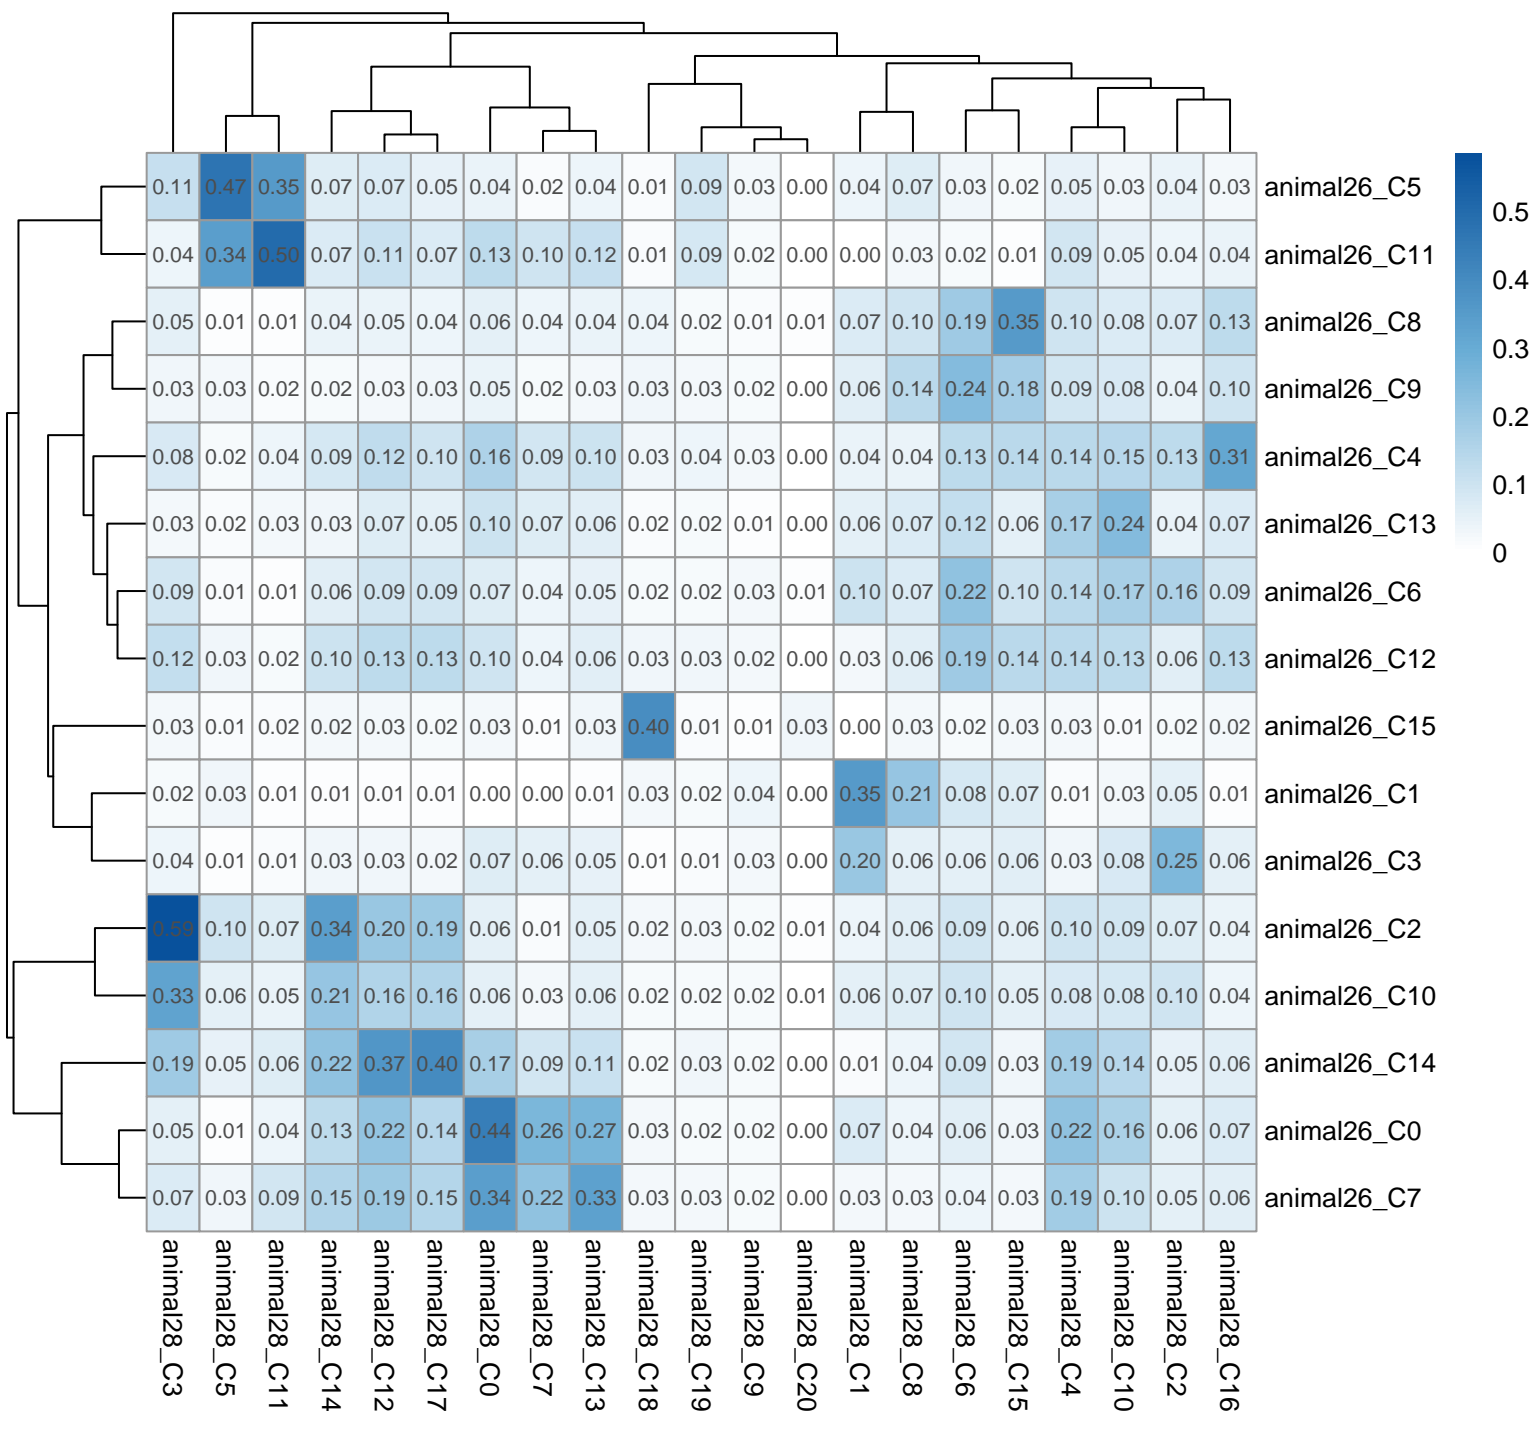 0.11 0.47 0.35 0.07 0.07 0.05 0.04 0.02 0.04 0.01 0.09 0.03 0.00 0.04 0.07 0.03 0.02 0.05 0.03 0.04 0.03 animal26_C5
0.04 0.34 0.50 0.07 0.11 0.07 0.13 0.10 0.12 0.01 0.09 0.02 0.00 0.00 0.03 0.02 0.01 0.09 0.05 0.04 0.04 animal26_C11
0.05 0.01 0.01 0.04 0.05 0.04 0.06 0.04 0.04 0.04 0.02 0.01 0.01 0.07 0.10 0.19 0.35 0.10 0.08 0.07 0.13 animal26_C8
0.03 0.03 0.02 0.02 0.03 0.03 0.05 0.02 0.03 0.03 0.03 0.02 0.00 0.06 0.14 0.24 0.18 0.09 0.08 0.04 0.10 animal26_C9
0.08 0.02 0.04 0.09 0.12 0.10 0.16 0.09 0.10 0.03 0.04 0.03 0.00 0.04 0.04 0.13 0.14 0.14 0.15 0.13 0.31 animal26_C4
0.03 0.02 0.03 0.03 0.07 0.05 0.10 0.07 0.06 0.02 0.02 0.01 0.00 0.06 0.07 0.12 0.06 0.17 0.24 0.04 0.07 animal26_C13
0.09 0.01 0.01 0.06 0.09 0.09 0.07 0.04 0.05 0.02 0.02 0.03 0.01 0.10 0.07 0.22 0.10 0.14 0.17 0.16 0.09 animal26_C6
0.12 0.03 0.02 0.10 0.13 0.13 0.10 0.04 0.06 0.03 0.03 0.02 0.00 0.03 0.06 0.19 0.14 0.14 0.13 0.06 0.13 animal26_C12
0.03 0.01 0.02 0.02 0.03 0.02 0.03 0.01 0.03 0.40 0.01 0.01 0.03 0.00 0.03 0.02 0.03 0.03 0.01 0.02 0.02 animal26_C15
0.02 0.03 0.01 0.01 0.01 0.01 0.00 0.00 0.01 0.03 0.02 0.04 0.00 0.35 0.21 0.08 0.07 0.01 0.03 0.05 0.01 animal26_C1
0.04 0.01 0.01 0.03 0.03 0.02 0.07 0.06 0.05 0.01 0.01 0.03 0.00 0.20 0.06 0.06 0.06 0.03 0.08 0.25 0.06 animal26_C3
0.59 0.10 0.07 0.34 0.20 0.19 0.06 0.01 0.05 0.02 0.03 0.02 0.01 0.04 0.06 0.09 0.06 0.10 0.09 0.07 0.04 animal26_C2
0.33 0.06 0.05 0.21 0.16 0.16 0.06 0.03 0.06 0.02 0.02 0.02 0.01 0.06 0.07 0.10 0.05 0.08 0.08 0.10 0.04 animal26_C10
0.19 0.05 0.06 0.22 0.37 0.40 0.17 0.09 0.11 0.02 0.03 0.02 0.00 0.01 0.04 0.09 0.03 0.19 0.14 0.05 0.06 animal26_C14
0.05 0.01 0.04 0.13 0.22 0.14 0.44 0.26 0.27 0.03 0.02 0.02 0.00 0.07 0.04 0.06 0.03 0.22 0.16 0.06 0.07 animal26_C0
0.07 0.03 0.09 0.15 0.19 0.15 0.34 0.22 0.33 0.03 0.03 0.02 0.00 0.03 0.03 0.04 0.03 0.19 0.10 0.05 0.06 animal26_C7
animal28_C3
animal28_C5
animal28_C11
animal28_C14
animal28_C12
animal28_C17
animal28_C0
animal28_C7
animal28_C13
animal28_C18
animal28_C19
animal28_C9
animal28_C20
animal28_C1
animal28_C8
animal28_C6
animal28_C15
animal28_C4
animal28_C10
animal28_C2
animal28_C16
0.5
0.4
0.3
0.2
0.1
0